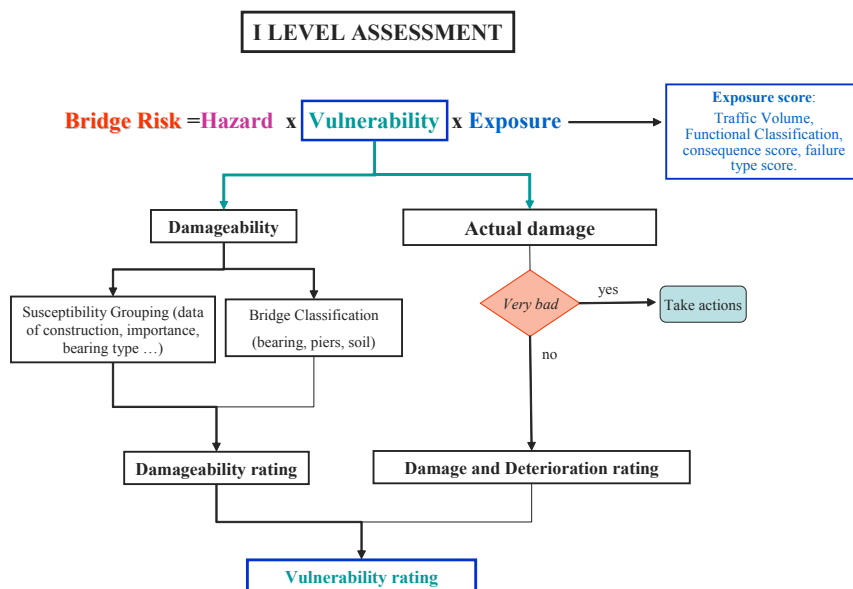 I LEVEL ASSESSMENT
Bridge Risk =Hazard x Vulnerability x Exposure
Exposure score:
Traffic Volume,
Functional Classification,
consequence score, failure
type score.
Damageability
Actual damage
Susceptibility Grouping (data
of construction, importance,
bearing type …)
Bridge Classification
(bearing, piers, soil)
Very bad
yes
Take actions
no
Damageability rating
Damage and Deterioration rating
Vulnerability rating